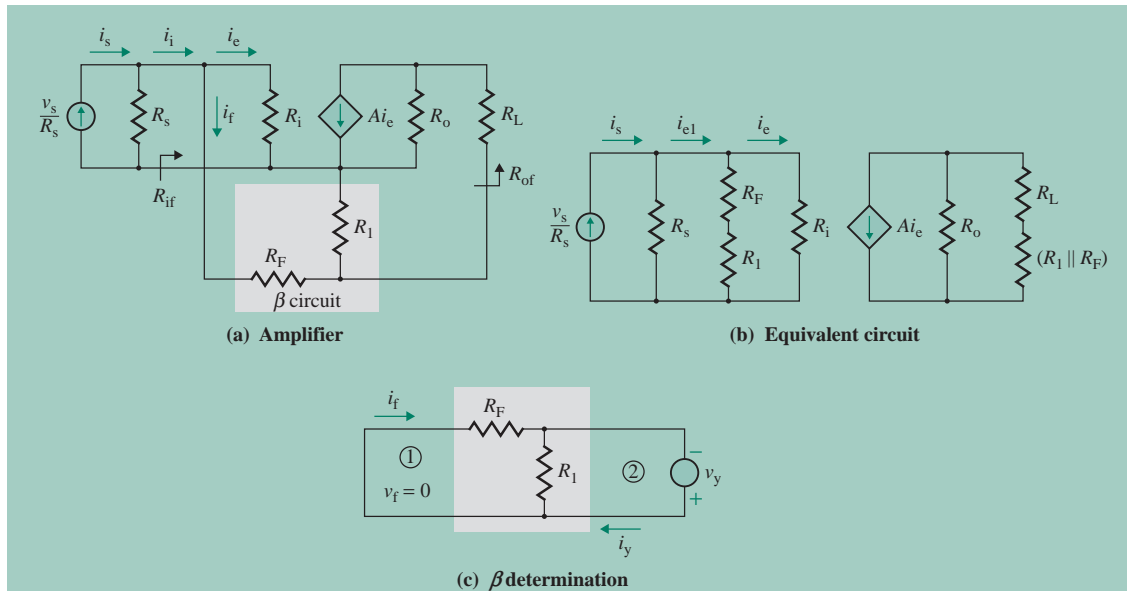 i_s i_i i_e
v_s/R_s R_s i_f R_i Ai_e R_o R_L
R_if R_of
R_1
R_F
β circuit
(a) Amplifier
i_s i_e1 i_e
v_s/R_s R_s R_F R_1 R_i Ai_e R_o R_L
(R_1 || R_F)
(b) Equivalent circuit
i_f R_F
① R_1 ② − v_y
v_f = 0 +
i_y
(c) β determination